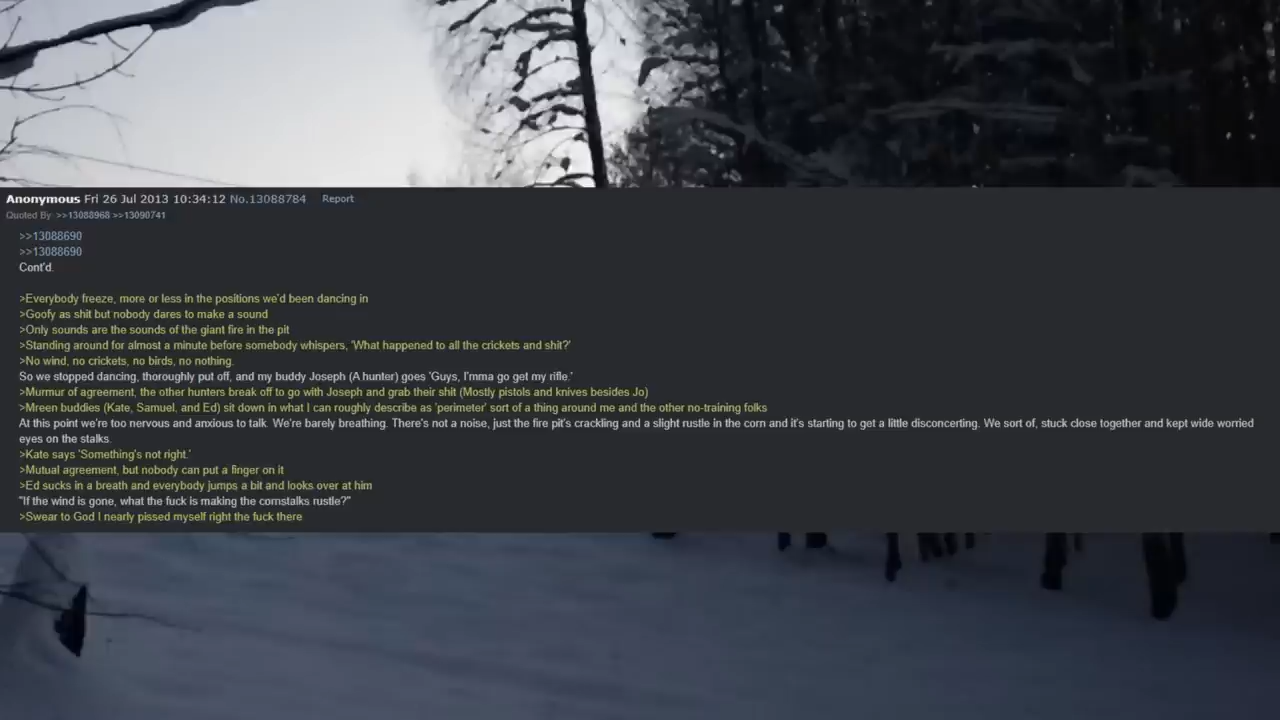 Anonymous Fri 26 Jul 2013 10:34:12 No.13088784 Report
Quoted By: >>13088968 >>13090741
>>13088690
>>13088690
Cont'd.
>Everybody freeze, more or less in the positions we'd been dancing in
>Goofy as shit but nobody dares to make a sound
>Only sounds are the sounds of the giant fire in the pit
>Standing around for almost a minute before somebody whispers, 'What happened to all the crickets and shit?'
>No wind, no crickets, no birds, no nothing.
So we stopped dancing, thoroughly put off, and my buddy Joseph (A hunter) goes 'Guys, I'mma go get my rifle.'
>Murmur of agreement, the other hunters break off to go with Joseph and grab their shit (Mostly pistols and knives besides Jo)
>Mreen buddies (Kate, Samuel, and Ed) sit down in what I can roughly describe as 'perimeter' sort of a thing around me and the other no-training folks
At this point we're too nervous and anxious to talk. We're barely breathing. There's not a noise, just the fire pit's crackling and a slight rustle in the corn and it's starting to get a little disconcerting. We sort of, stuck close together and kept wide worried
eyes on the stalks.
>Kate says 'Something's not right.'
>Mutual agreement, but nobody can put a finger on it
>Ed sucks in a breath and everybody jumps a bit and looks over at him
"If the wind is gone, what the fuck is making the cornstalks rustle?"
>Swear to God I nearly pissed myself right the fuck there